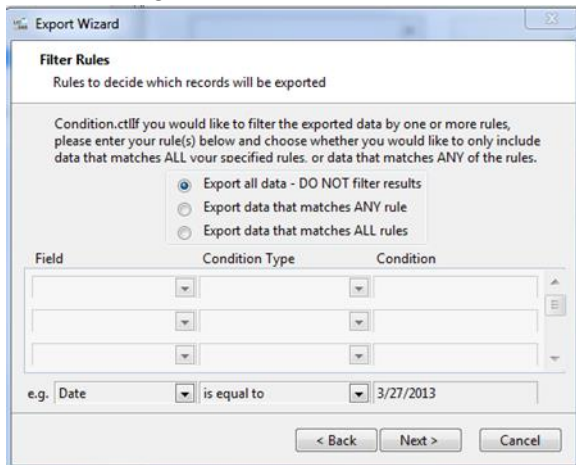 Export Wizard
Filter Rules
Rules to decide which records will be exported
Condition.ctlIf you would like to filter the exported data by one or more rules,
please enter your rule(s) below and choose whether you would like to only include
data that matches ALL your specified rules, or data that matches ANY of the rules.
Export all data - DO NOT filter results
Export data that matches ANY rule
Export data that matches ALL rules
Field Condition Type Condition
e.g. Date is equal to 3/27/2013
< Back Next > Cancel